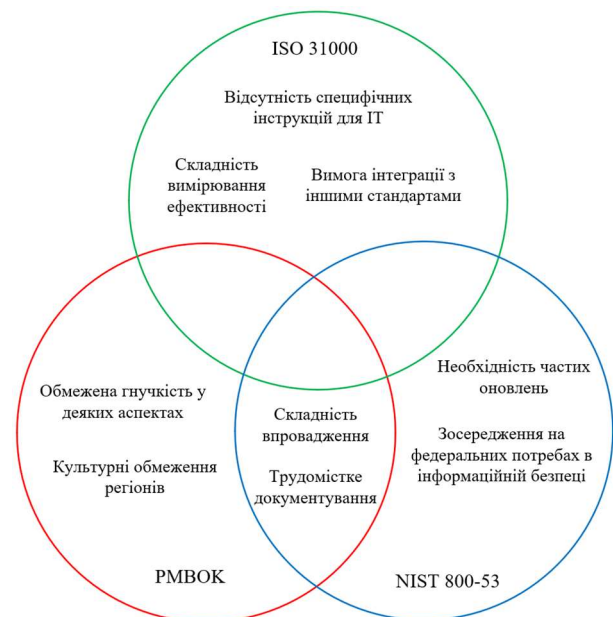 ISO 31000
Відсутність специфічних
інструкцій для ІТ
Складність
вимірювання
ефективності
Вимога інтеграції з
іншими стандартами
Обмежена гнучкість у
деяких аспектах
Культурні обмеження
регіонів
Складність
впровадження
Трудомістке
документування
Необхідність частих
оновлень
Зосередження на
федеральних потребах в
інформаційній безпеці
PMBOK
NIST 800-53